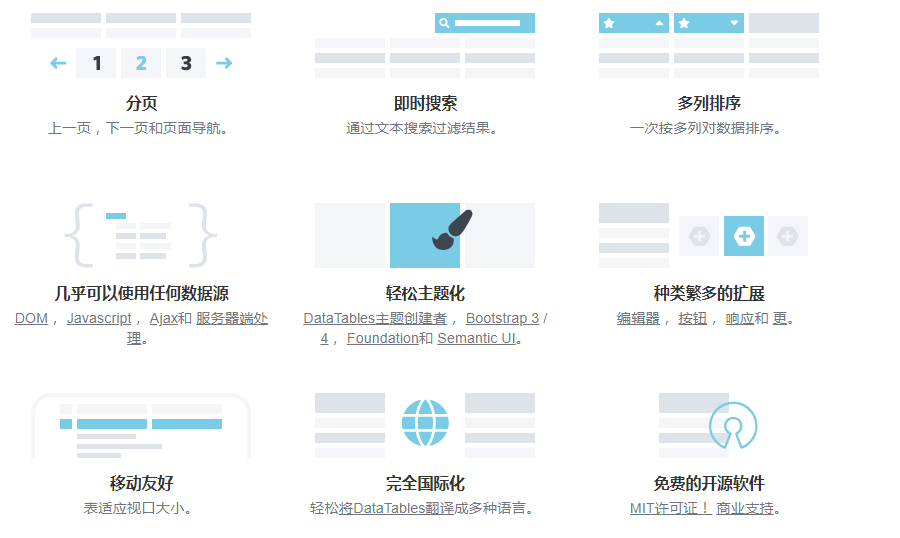 1 2 3
分页
上一页，下一页和页面导航。
即时搜索
通过文本搜索过滤结果。
多列排序
一次按多列对数据排序。
几乎可以使用任何数据源
DOM ，Javascript ，Ajax和 服务器端处
理。
轻松主题化
DataTables主题创建者 ，Bootstrap 3 /
4 ，Foundation和 Semantic UI。
种类繁多的扩展
编辑器 ，按钮 ，响应和 更。
移动友好
表适应视口大小。
完全国际化
轻松将DataTables翻译成多种语言。
免费的开源软件
MIT许可证 ！ 商业支持。